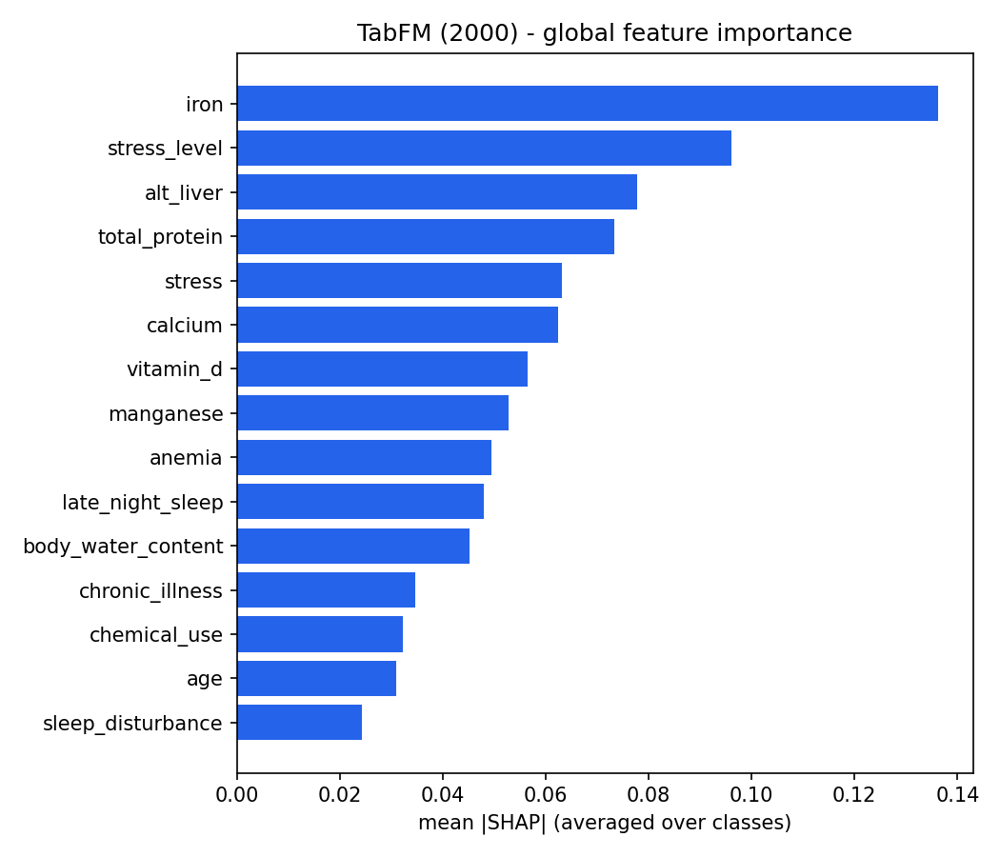 TabFM (2000) - global feature importance
iron
stress_level
alt_liver
total_protein
stress
calcium
vitamin_d
manganese
anemia
late_night_sleep
body_water_content
chronic_illness
chemical_use
age
sleep_disturbance
0.00 0.02 0.04 0.06 0.08 0.10 0.12 0.14
mean |SHAP| (averaged over classes)